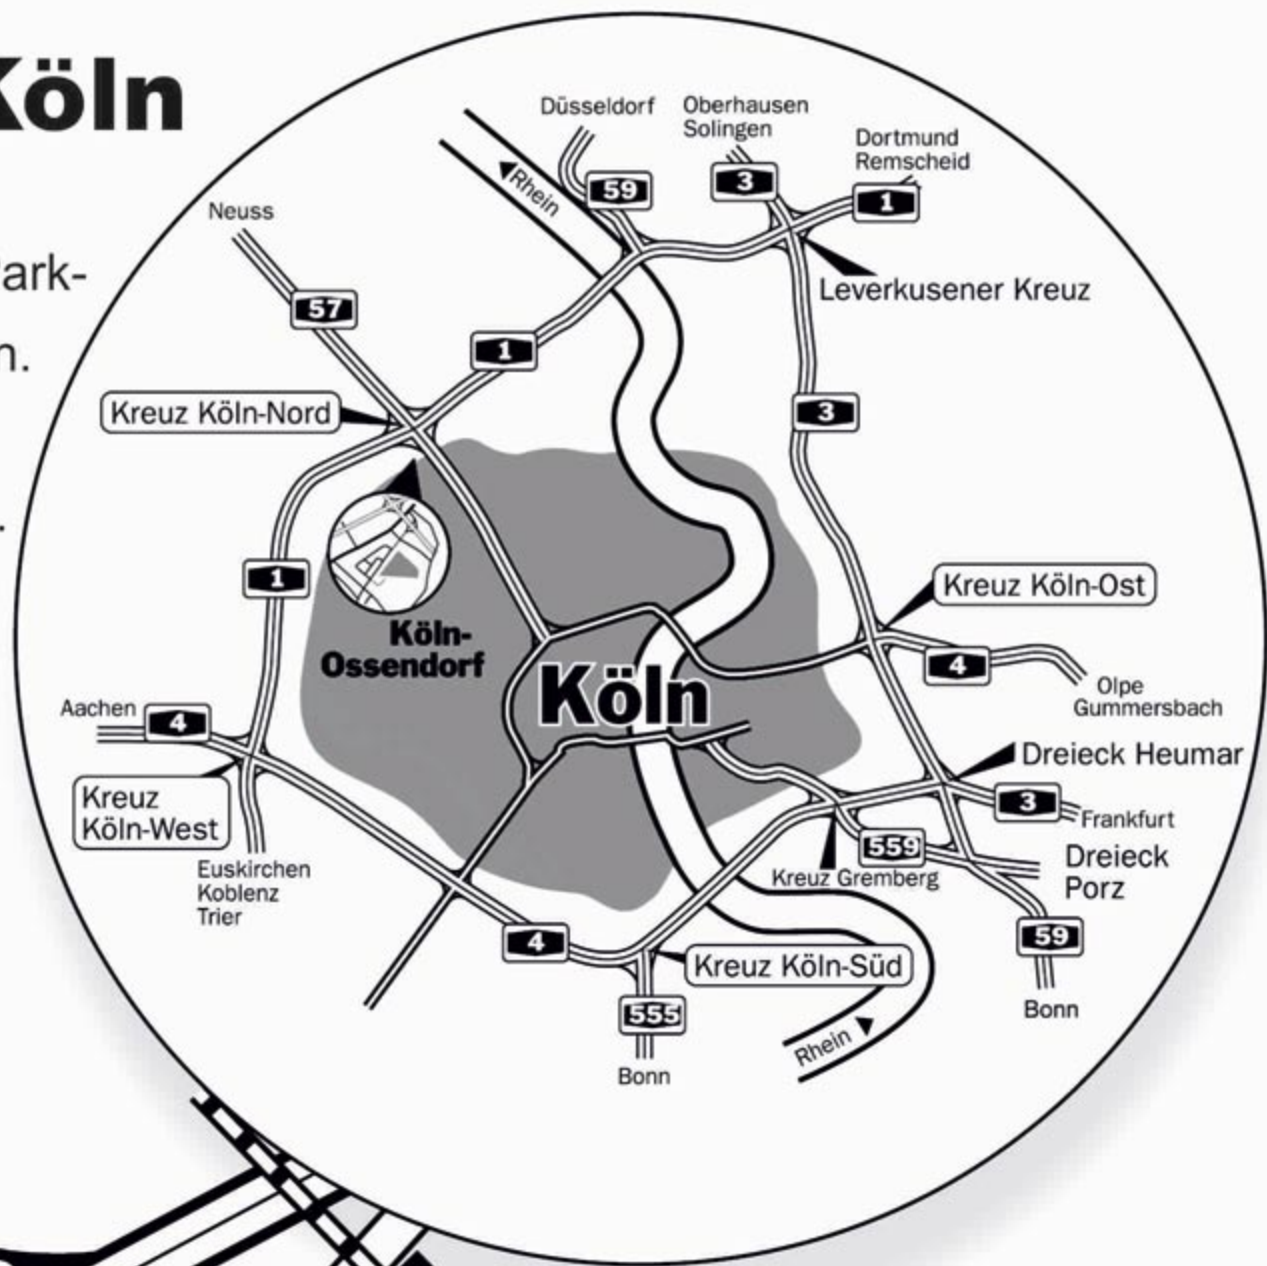 Köln
Düsseldorf
Oberhausen
Solingen
Dortmund
Remscheid
Rhein
59
3
1
Neuss
Leverkusener Kreuz
57
1
Kreuz Köln-Nord
3
1
Kreuz Köln-Ost
Köln-
Ossendorf
4
Köln
Olpe
Gummersbach
Aachen
4
Dreieck Heumar
Kreuz
Köln-West
3
Frankfurt
559
Dreieck
Porz
Kreuz Gremberg
Euskirchen
Koblenz
Trier
4
59
Kreuz Köln-Süd
Bonn
555
Rhein
Bonn